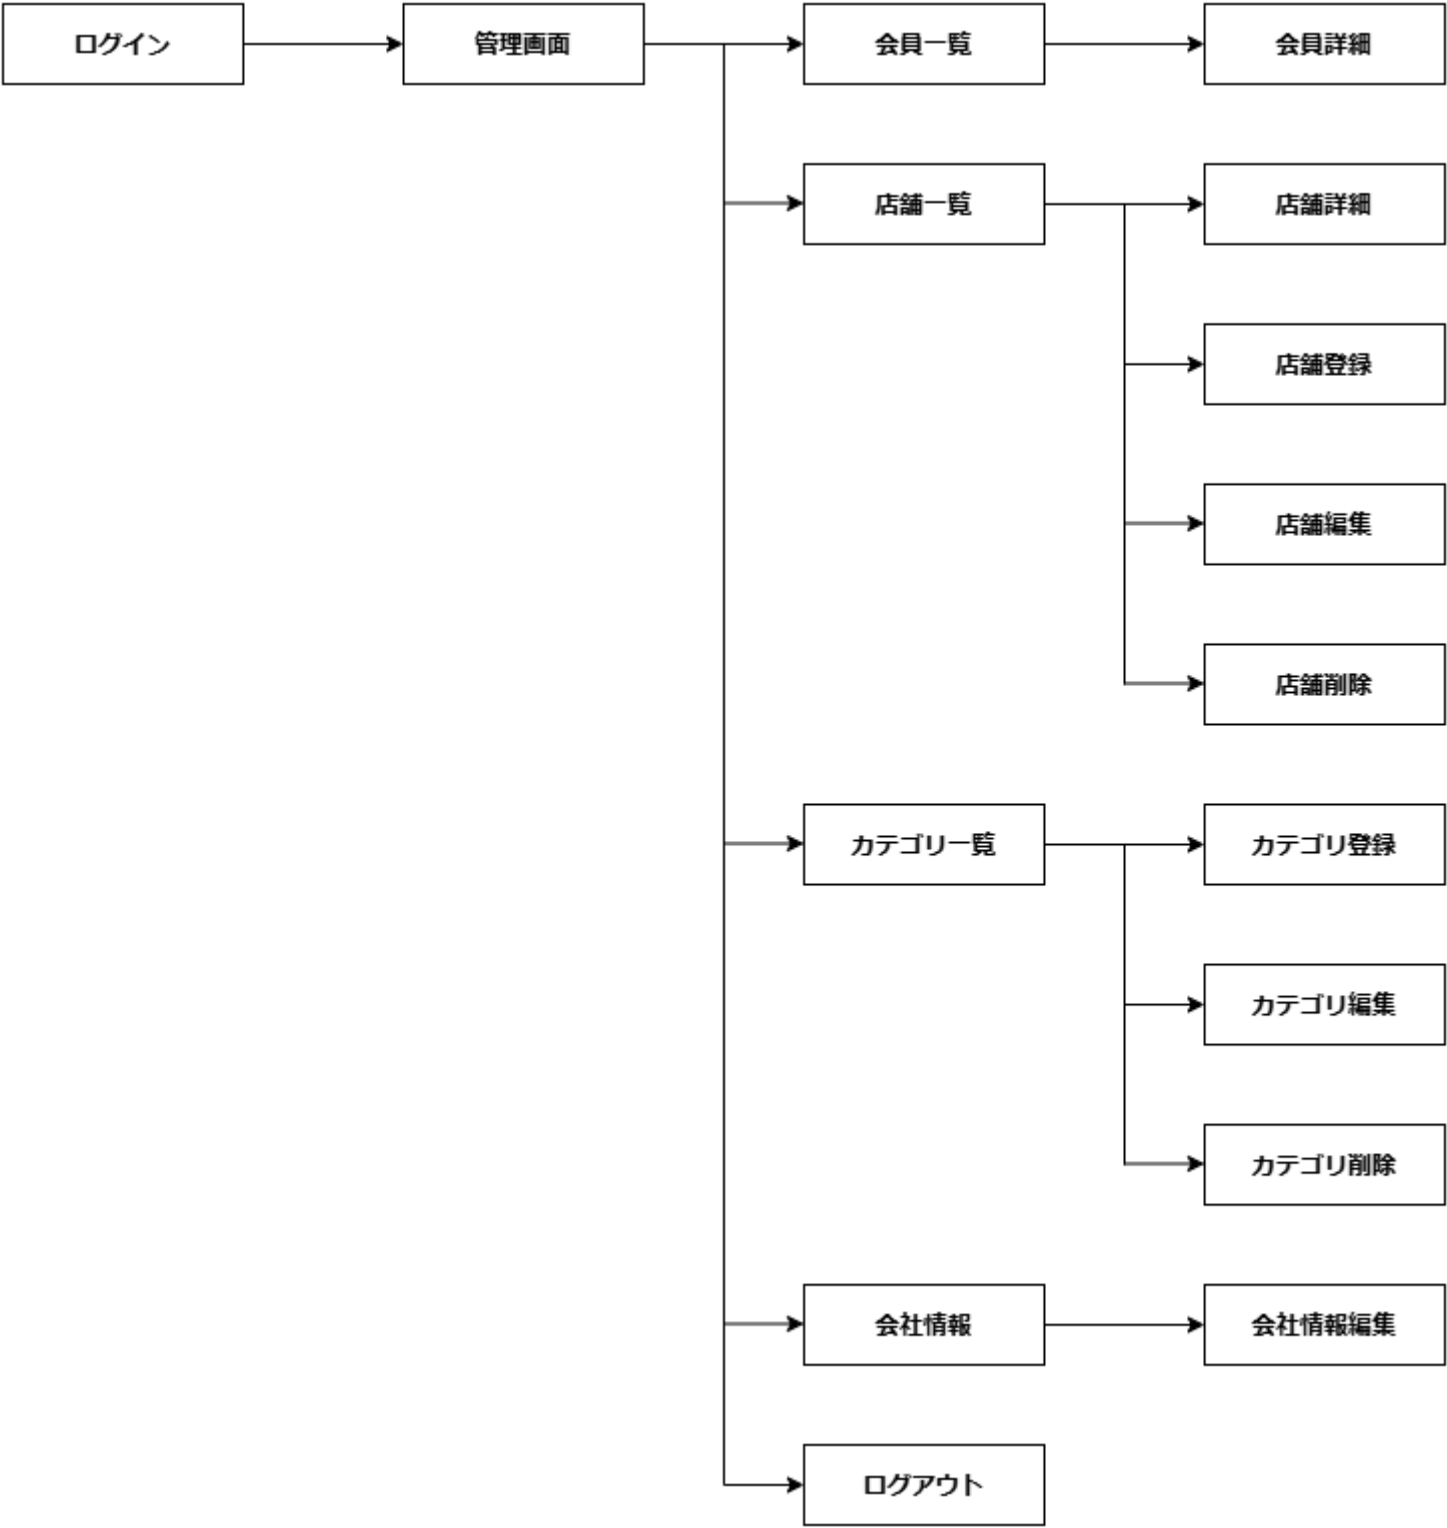 ログイン
管理画面
会員一覧
会員詳細
店舗一覧
店舗詳細
店舗登録
店舗編集
店舗削除
カテゴリ一覧
カテゴリ登録
カテゴリ編集
カテゴリ削除
会社情報
会社情報編集
ログアウト